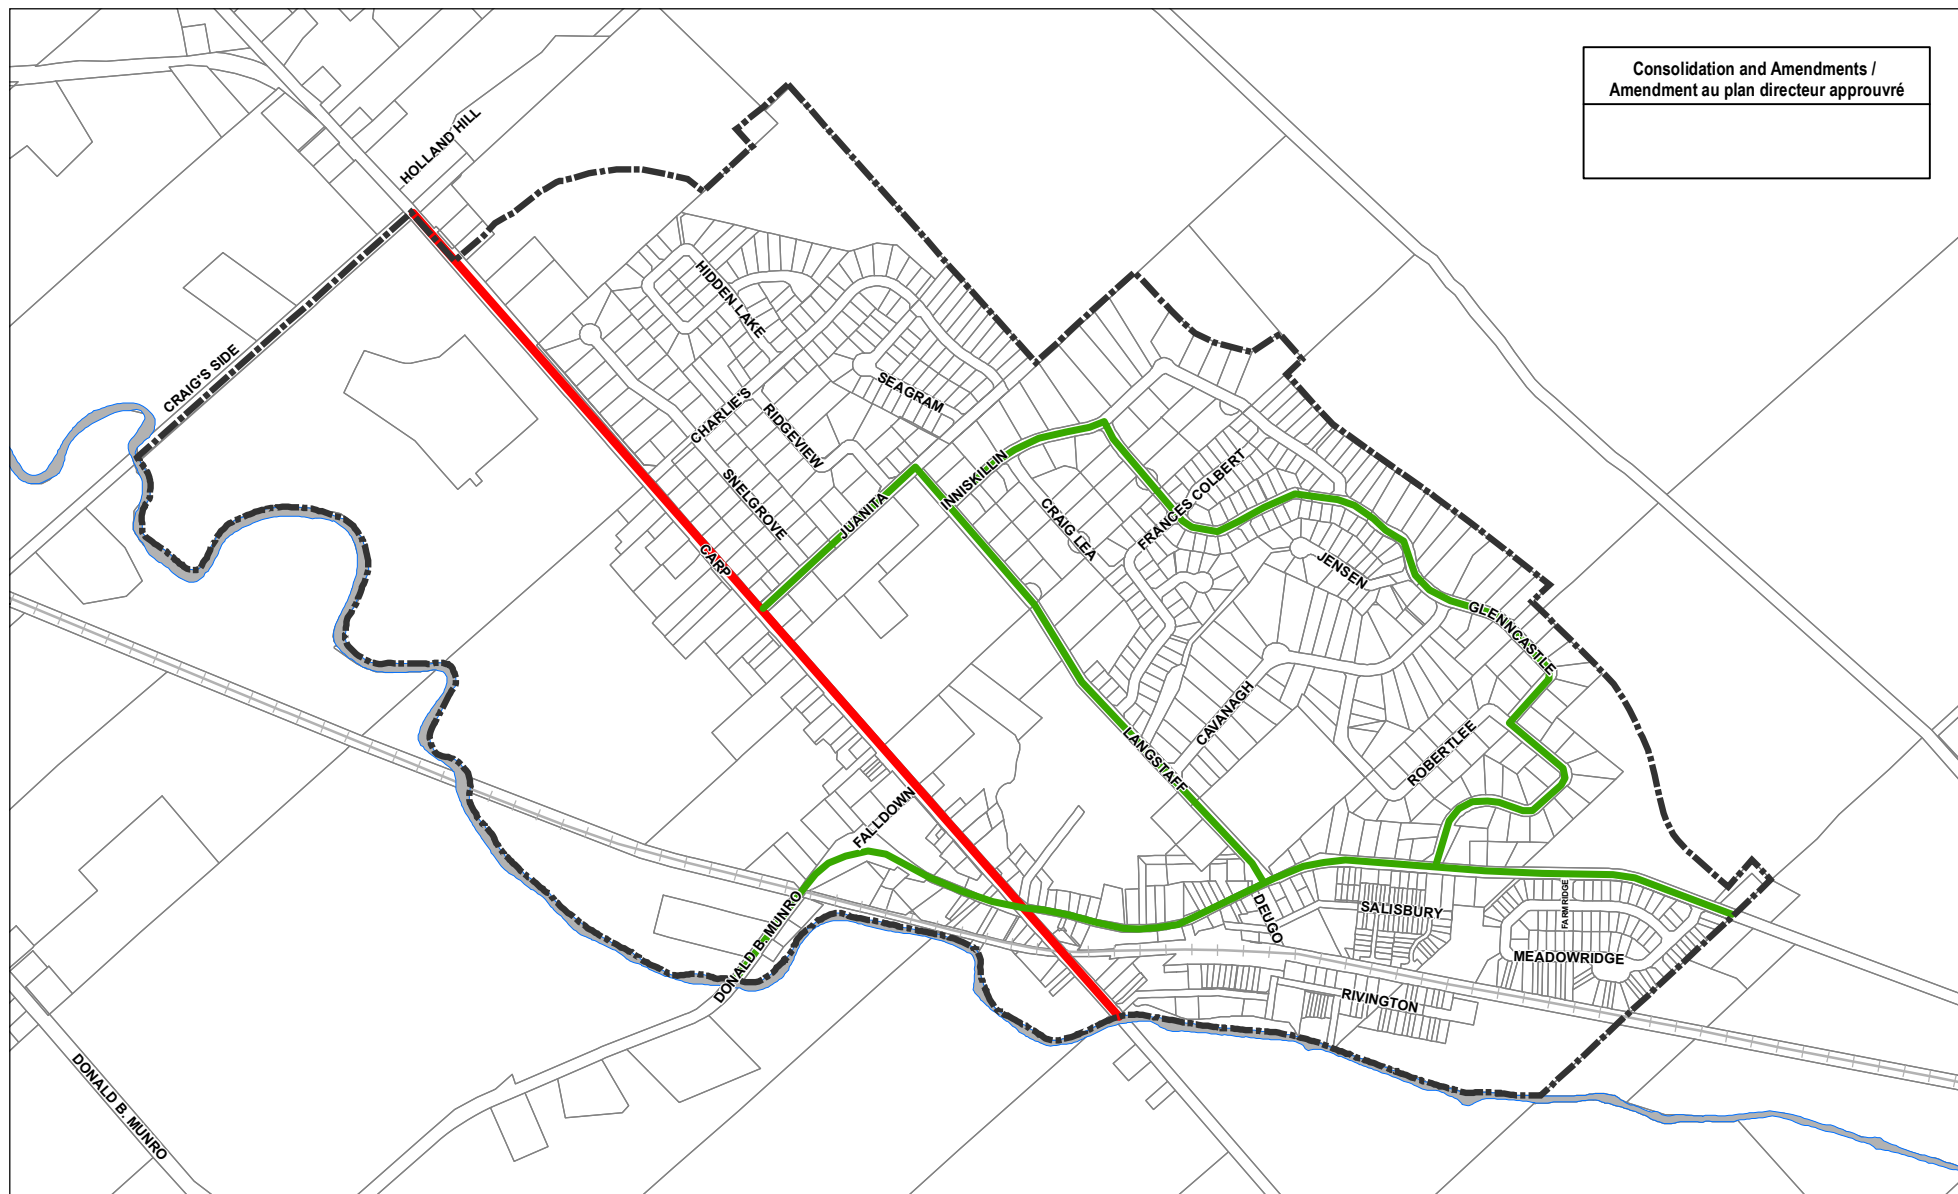 Consolidation and Amendments /
Amendment au plan directeur approuvré
HOLLAND HILL
CRAIG'S SIDE
HIDDEN LAKE
SEAGRAM
CHARLIE'S
RIDGEVIEW
SNELGROVE
JUANITA
INNISKILLIN
CRAIG LEA
FRANCES COLBERT
JENSEN
CARP
GLENNCASTLE
CAVANAGH
LANGSTAFF
ROBERTLEE
FALLDOWN
DONALD B. MUNRO
DEUGO
SALISBURY
FARMRIDGE
MEADOWRIDGE
RIVINGTON
DONALD B. MUNRO